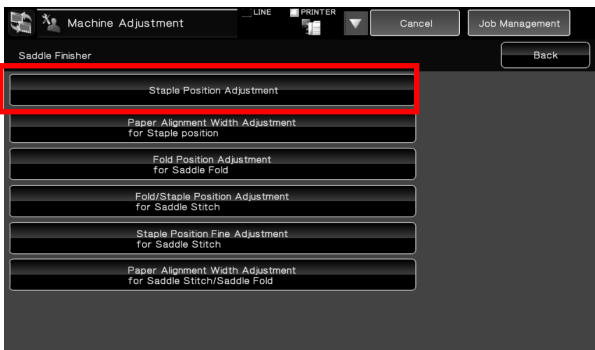 LINE PRINTER
Machine Adjustment Cancel Job Management
Saddle Finisher Back
Staple Position Adjustment
Paper Alignment Width Adjustment
for Staple position
Fold Position Adjustment
for Saddle Fold
Fold/Staple Position Adjustment
for Saddle Stitch
Staple Position Fine Adjustment
for Saddle Stitch
Paper Alignment Width Adjustment
for Saddle Stitch/Saddle Fold